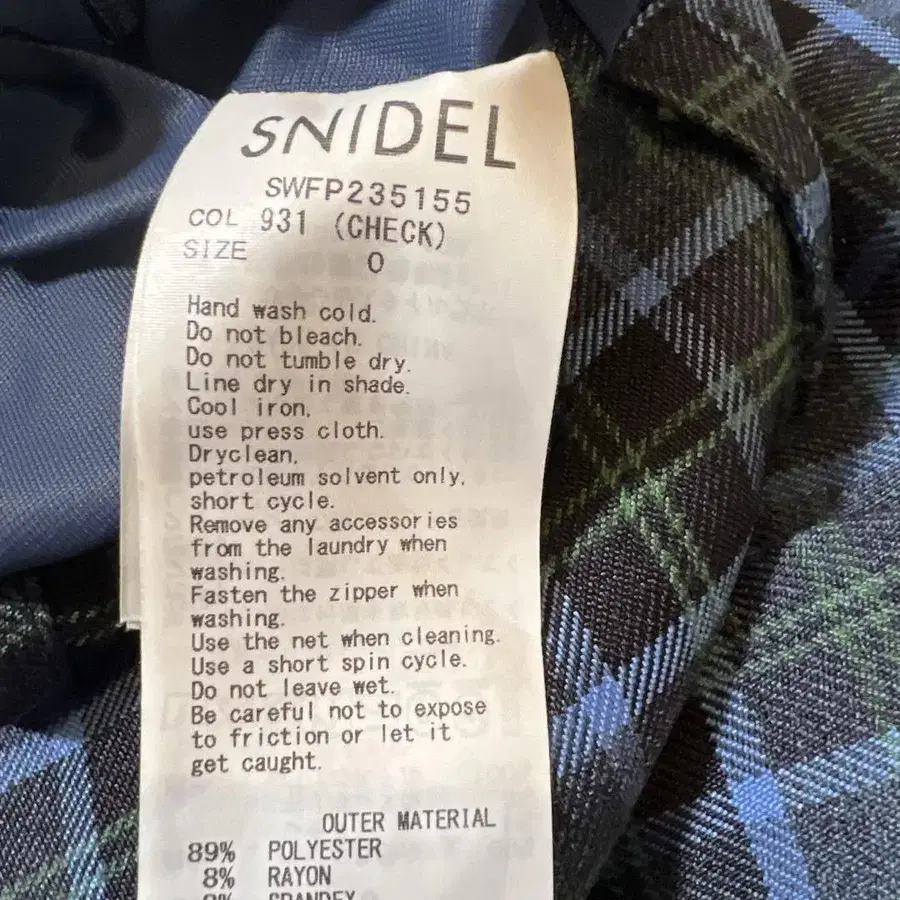 SNIDEL
SWFP235155
COL 931 (CHECK)
SIZE 0
Hand wash cold.
Do not bleach.
Do not tumble dry.
Line dry in shade.
Cool iron,
use press cloth.
Dryclean,
petroleum solvent only,
short cycle.
Remove any accessories
from the laundry when
washing.
Fasten the zipper when
washing.
Use the net when cleaning.
Use a short spin cycle.
Do not leave wet.
Be careful not to expose
to friction or let it
get caught.
OUTER MATERIAL
89% POLYESTER
8% RAYON